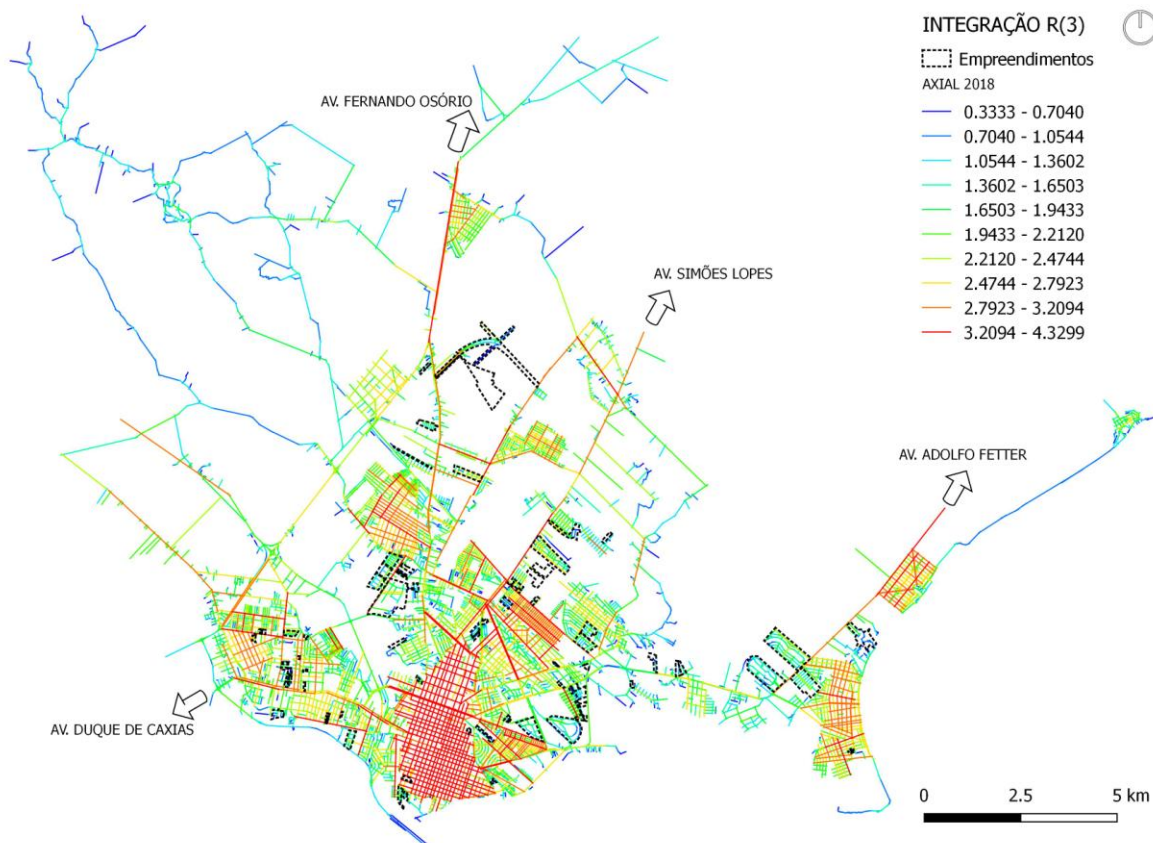 INTEGRAÇÃO R(3)
Empreendimentos
AXIAL 2018
0.3333 - 0.7040
0.7040 - 1.0544
1.0544 - 1.3602
1.3602 - 1.6503
1.6503 - 1.9433
1.9433 - 2.2120
2.2120 - 2.4744
2.4744 - 2.7923
2.7923 - 3.2094
3.2094 - 4.3299
AV. FERNANDO OSÓRIO
AV. SIMÕES LOPES
AV. ADOLFO FETTER
AV. DUQUE DE CAXIAS
0 2.5 5 km